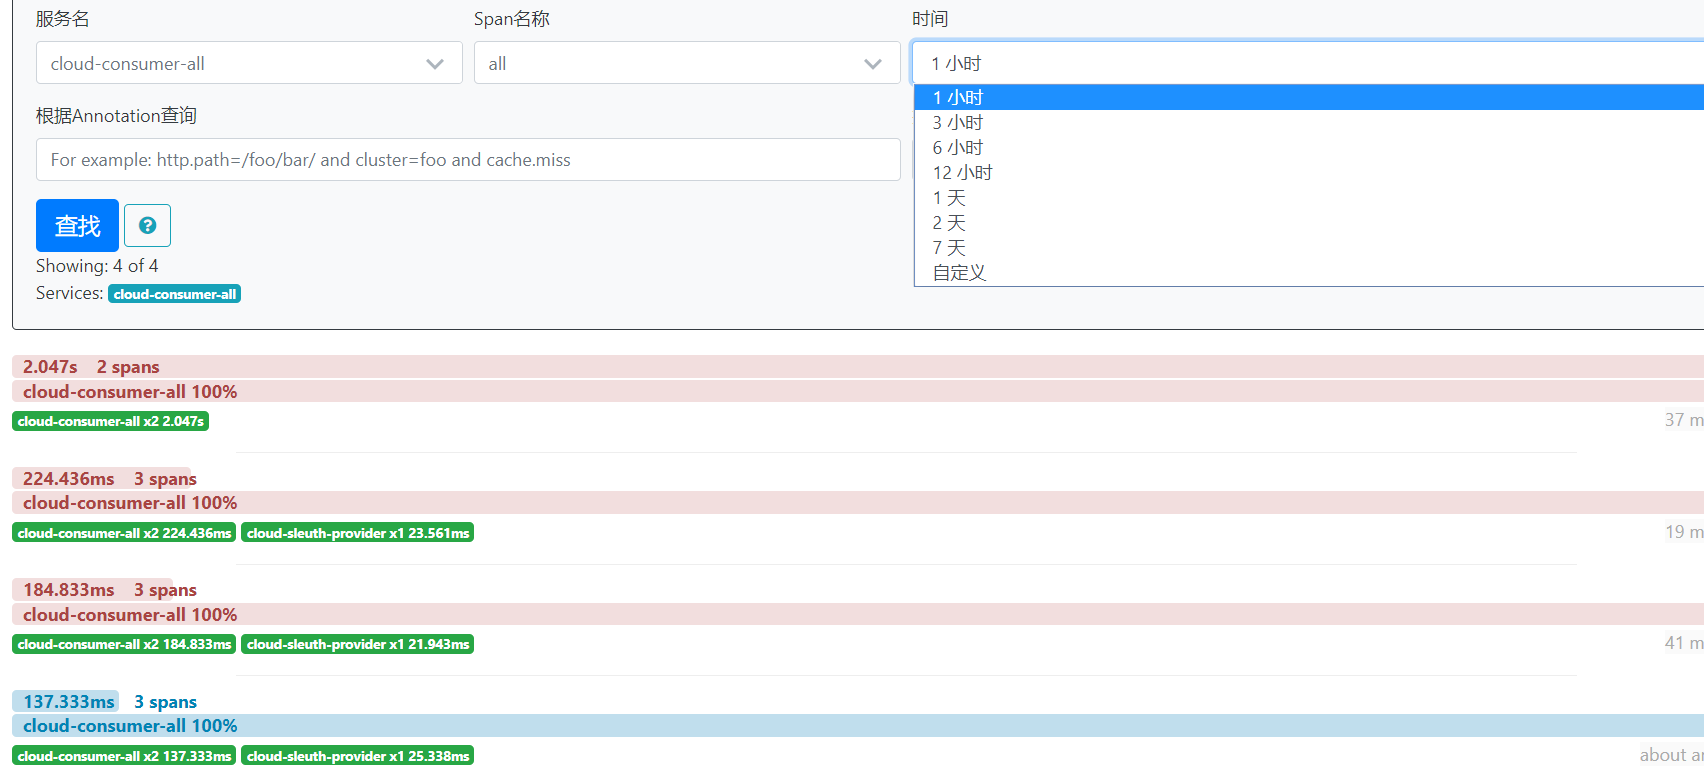 服务名
Span名称
时间
cloud-consumer-all
all
1 小时
1 小时
3 小时
6 小时
12 小时
1 天
2 天
7 天
自定义
根据Annotation查询
For example: http.path=/foo/bar/ and cluster=foo and cache.miss
查找
?
Showing: 4 of 4
Services: cloud-consumer-all
2.047s 2 spans
cloud-consumer-all 100%
cloud-consumer-all x2 2.047s
37 m
224.436ms 3 spans
cloud-consumer-all 100%
cloud-consumer-all x2 224.436ms cloud-sleuth-provider x1 23.561ms
19 m
184.833ms 3 spans
cloud-consumer-all 100%
cloud-consumer-all x2 184.833ms cloud-sleuth-provider x1 21.943ms
41 m
137.333ms 3 spans
cloud-consumer-all 100%
cloud-consumer-all x2 137.333ms cloud-sleuth-provider x1 25.338ms
about